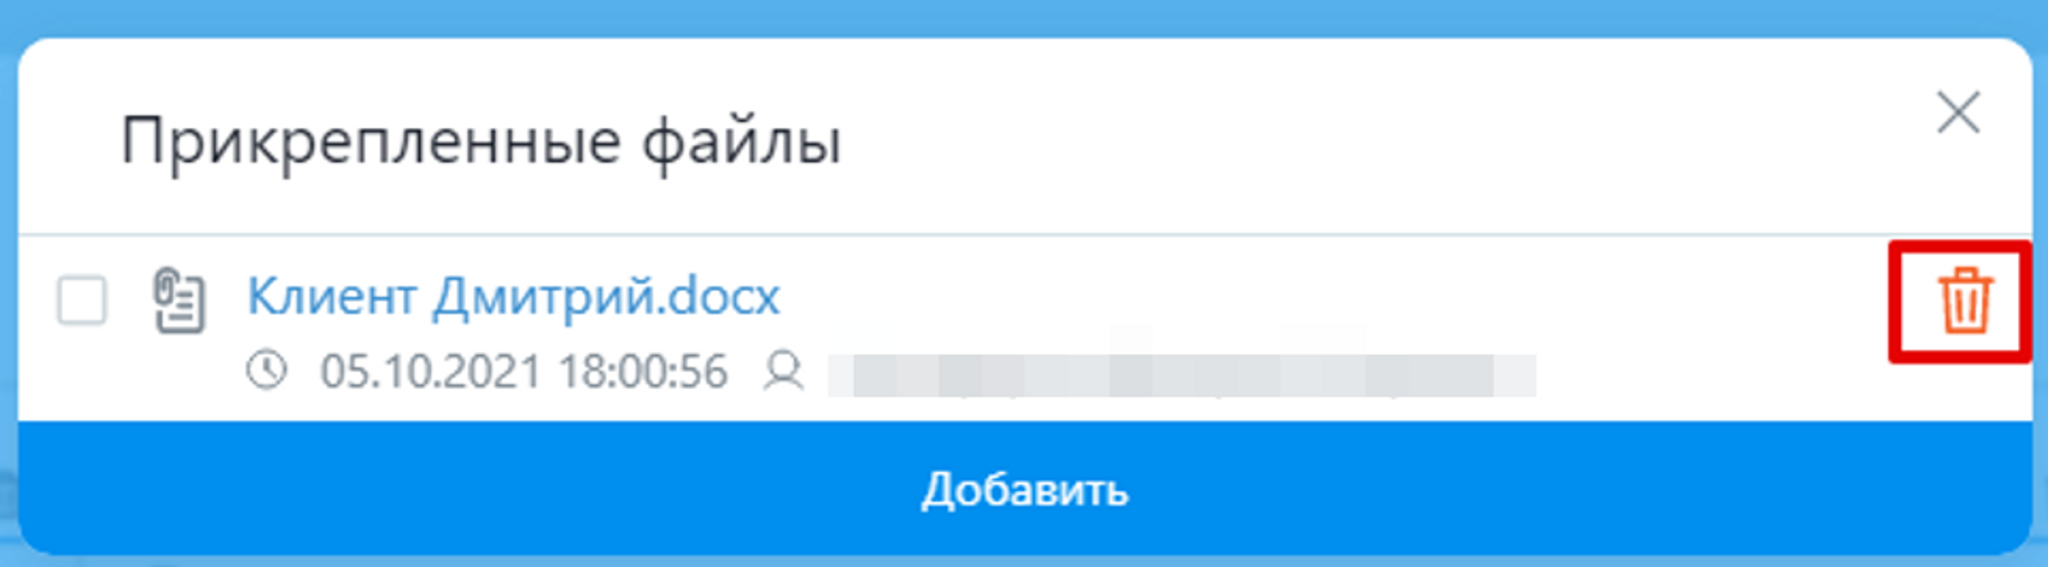 Прикрепленные файлы
Клиент Дмитрий.docx
05.10.2021 18:00:56
Добавить